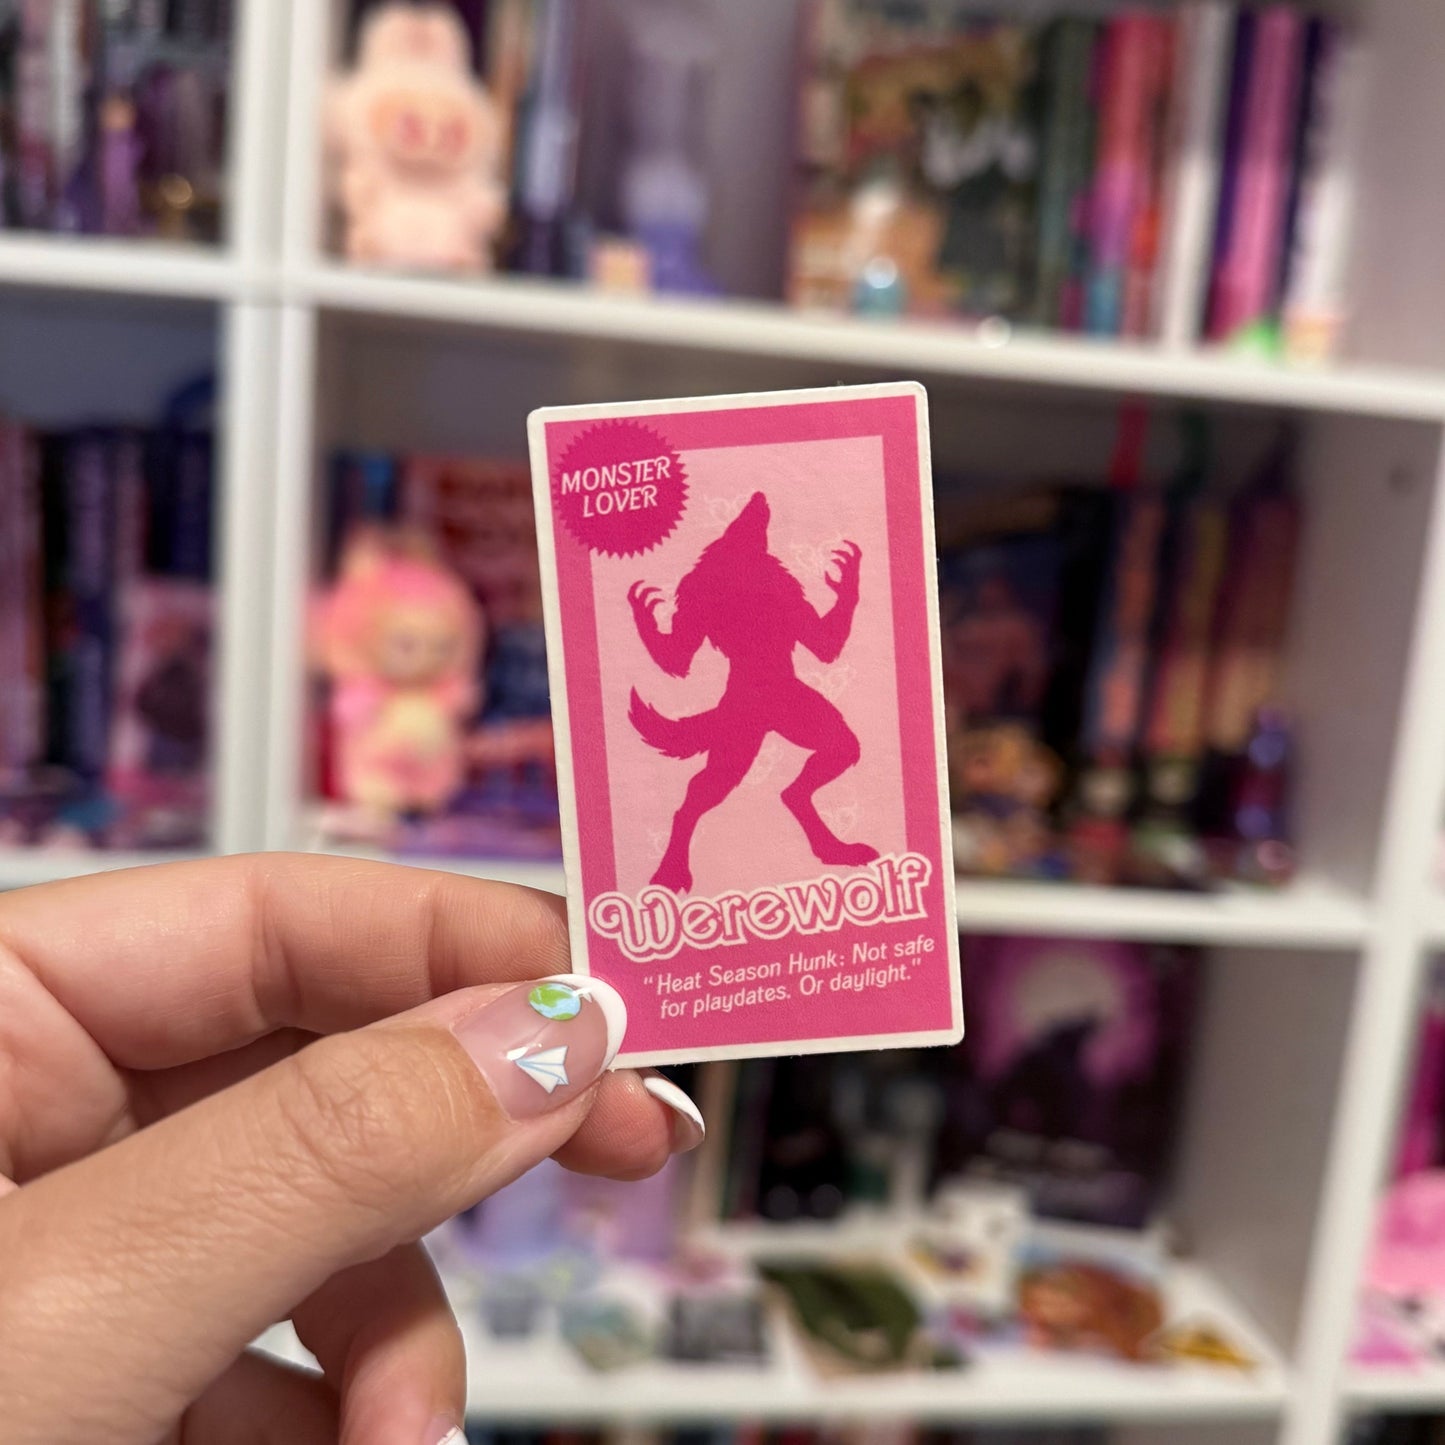 MONSTER
LOVER
Werewolf
"Heat Season Hunk: Not safe
for playdates. Or daylight."